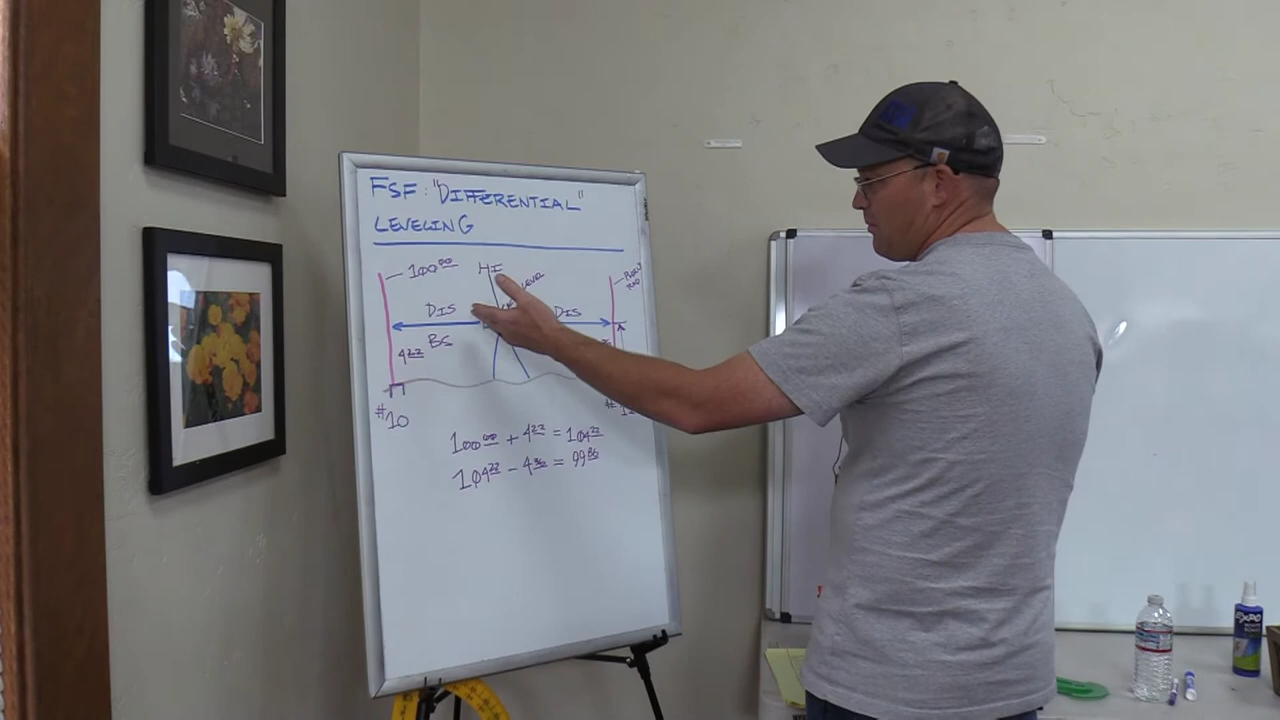 FSF: "DIFFERENTIAL"
LEVELING
100.00
HI
LEVEL
DIS
DIS
BS
4.22
#10
100.00 + 4.22 = 104.22
104.22 - 4.36 = 99.86
EXPO